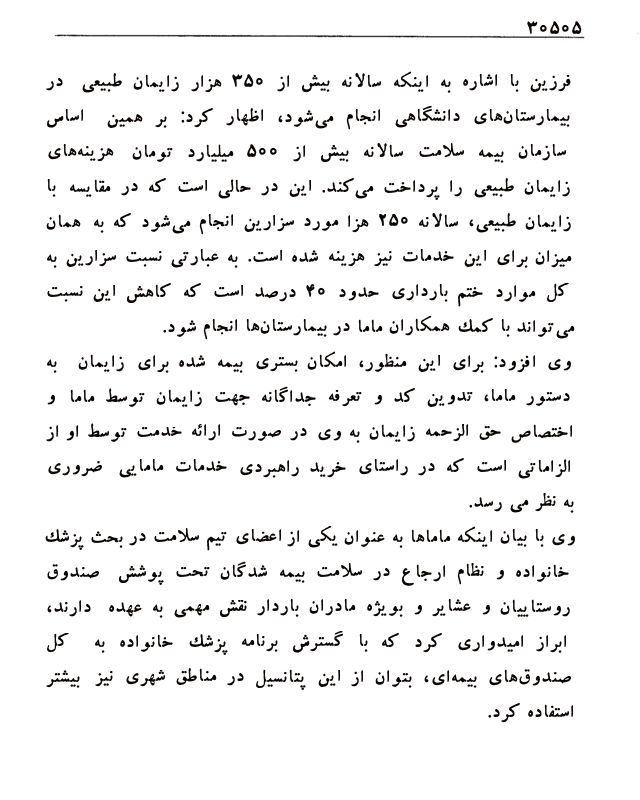 ۳۰۵۰۵
فرزین با اشاره به اینکه سالانه بیش از ۳۵۰ هزار زایمان طبیعی در
بیمارستان‌های دانشگاهی انجام می‌شود، اظهار کرد: بر همین اساس
سازمان بیمه سلامت سالانه بیش از ۵۰۰ میلیارد تومان هزینه‌های
زایمان طبیعی را پرداخت می‌کند. این در حالی است که در مقایسه با
زایمان طبیعی، سالانه ۲۵۰ هزا مورد سزارین انجام می‌شود که به همان
میزان برای این خدمات نیز هزینه شده است. به عبارتی نسبت سزارین به
کل موارد ختم بارداری حدود ۴۰ درصد است که کاهش این نسبت
می‌تواند با کمك همکاران ماما در بیمارستان‌ها انجام شود.
وی افزود: برای این منظور، امکان بستری بیمه شده برای زایمان به
دستور ماما، تدوین کد و تعرفه جداگانه جهت زایمان توسط ماما و
اختصاص حق الزحمه زایمان به وی در صورت ارائه خدمت توسط او از
الزاماتی است که در راستای خرید راهبردی خدمات مامایی ضروری
به نظر می رسد.
وی با بیان اینکه ماماها به عنوان یکی از اعضای تیم سلامت در بحث پزشك
خانواده و نظام ارجاع در سلامت بیمه شدگان تحت پوشش صندوق
روستاییان و عشایر و بویژه مادران باردار نقش مهمی به عهده دارند،
ابراز امیدواری کرد که با گسترش برنامه پزشك خانواده به کل
صندوق‌های بیمه‌ای، بتوان از این پتانسیل در مناطق شهری نیز بیشتر
استفاده کرد.